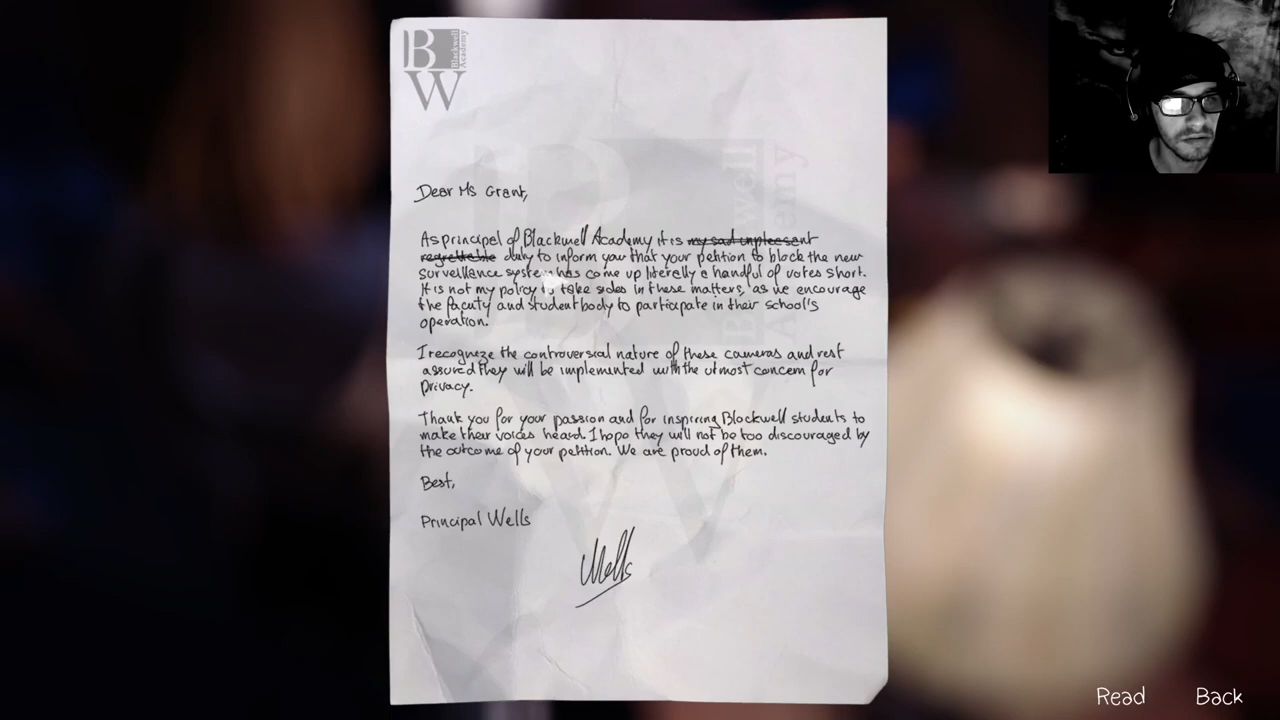 B
W
Blackwell
Academy
Dear Ms Grant,
As principal of Blackwell Academy it is my sad unpleesent
regrettable duty to inform you that your petition to block the new
surveillance system has come up literally a handful of votes short.
It is not my policy to take sides in these matters, as we encourage
the faculty and student body to participate in their school's
operation.
I recogneze the controversial nature of these cameras and rest
assured they will be implemented with the utmost concern for
privacy.
Thank you for your passion and for inspiring Blackwell students to
make their voices heard. I hope they will not be too discouraged by
the outcome of your petition. We are proud of them.
Best,
Principal Wells
Wells
Read Back